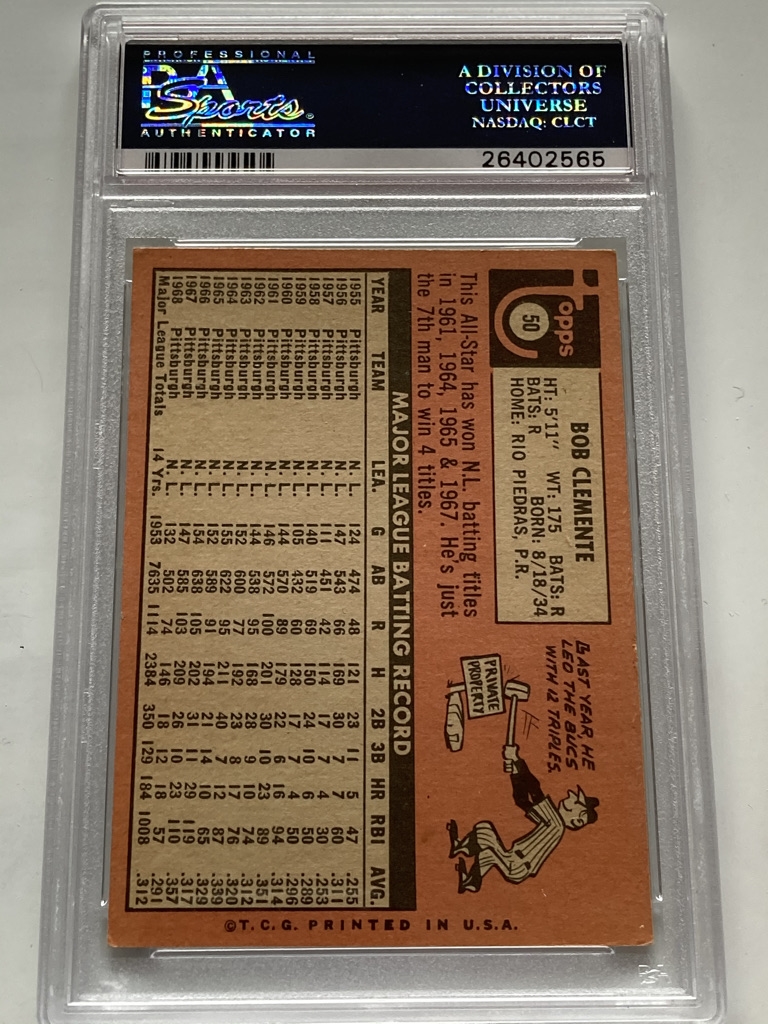 PROFESSIONAL
PSA
Sports
AUTHENTICATOR
A DIVISION OF
COLLECTORS
UNIVERSE
NASDAQ: CLCT
26402565
Topps
50
BOB CLEMENTE
HT: 5'11" WT: 175 BATS: R
BATS: R BORN: 8/18/34
HOME: RIO PIEDRAS, P.R.
LAST YEAR HE
LED THE BUCS
WITH 12 TRIPLES.
PRIVATE
PROPERTY
This All-Star has won N.L. batting titles
in 1961, 1964, 1965 & 1967. He's just
the 7th man to win 4 titles.
MAJOR LEAGUE BATTING RECORD
YEAR TEAM LEA. G AB R H 2B 3B HR RBI AVG.
1955 Pittsburgh N. L. 124 474 48 121 23 11 5 47 .255
1956 Pittsburgh N. L. 147 543 66 169 30 7 7 60 .311
1957 Pittsburgh N. L. 111 451 42 114 17 7 4 30 .253
1958 Pittsburgh N. L. 140 519 69 150 24 10 6 50 .289
1959 Pittsburgh N. L. 105 432 60 128 17 7 4 50 .296
1960 Pittsburgh N. L. 144 570 89 179 22 6 16 94 .314
1961 Pittsburgh N. L. 146 572 100 201 30 10 23 89 .351
1962 Pittsburgh N. L. 144 538 95 168 28 9 10 74 .312
1963 Pittsburgh N. L. 152 600 77 192 23 8 17 76 .320
1964 Pittsburgh N. L. 155 622 95 211 40 7 12 87 .339
1965 Pittsburgh N. L. 152 589 91 194 21 14 10 65 .329
1966 Pittsburgh N. L. 154 638 105 202 31 11 29 119 .317
1967 Pittsburgh N. L. 147 585 103 209 26 10 23 110 .357
1968 Pittsburgh N. L. 132 502 74 146 18 12 18 57 .291
Major League Totals 14 Yrs. 1953 7635 1114 2384 350 129 184 1008 .312
©T.C.G. PRINTED IN U.S.A.
PSA